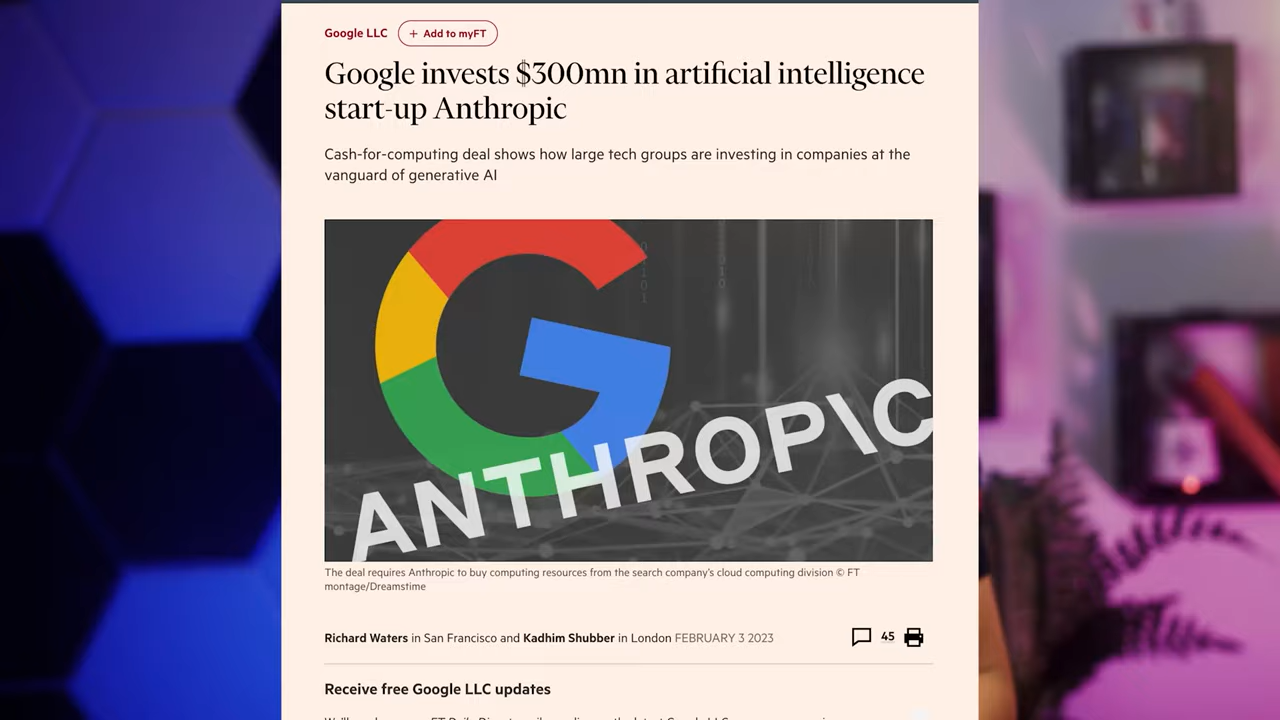 Google LLC + Add to myFT
Google invests $300mn in artificial intelligence
start-up Anthropic
Cash-for-computing deal shows how large tech groups are investing in companies at the
vanguard of generative AI
ANTHROP\C
The deal requires Anthropic to buy computing resources from the search company's cloud computing division © FT
montage/Dreamstime
Richard Waters in San Francisco and Kadhim Shubber in London FEBRUARY 3 2023 45
Receive free Google LLC updates